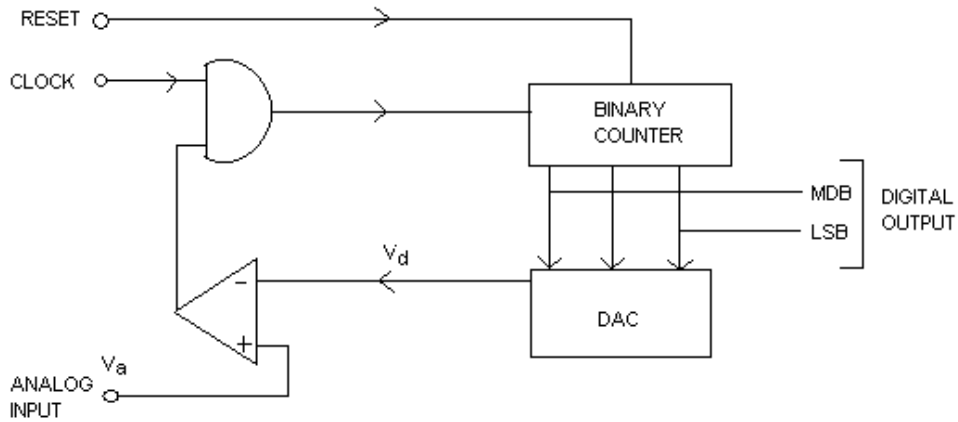 RESET
CLOCK
BINARY
COUNTER
MDB
LSB
DIGITAL
OUTPUT
Vd
-
+
DAC
Va
ANALOG
INPUT